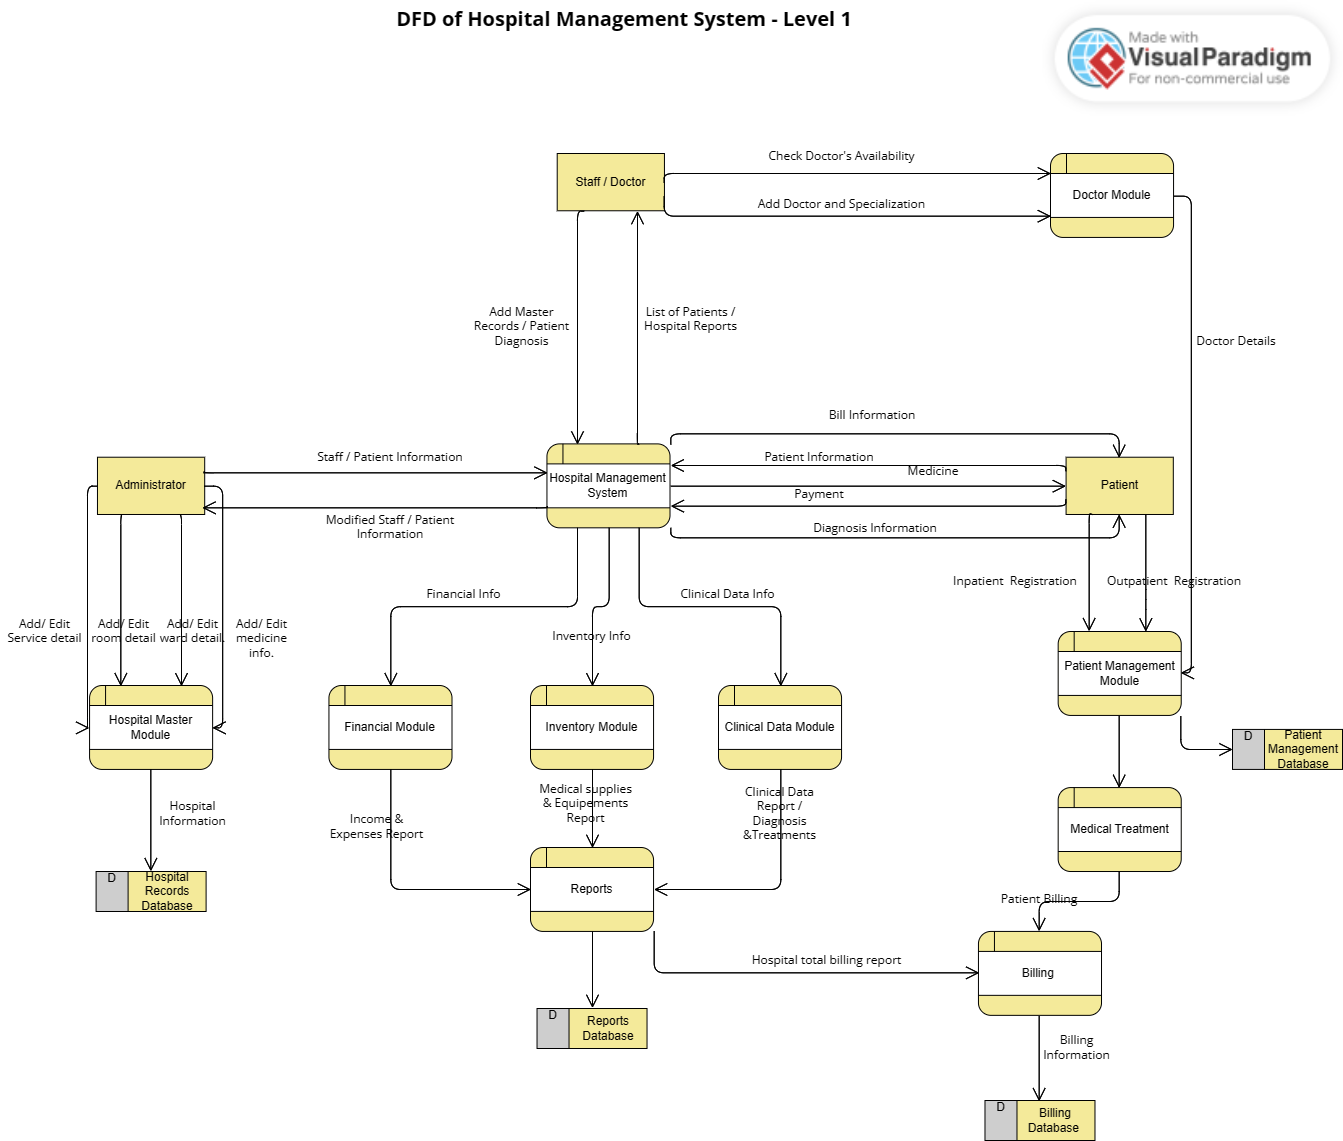 DFD of Hospital Management System - Level 1
Made with
VisualParadigm
For non-commercial use
Staff / Doctor
Check Doctor's Availability
Add Doctor and Specialization
Doctor Module
Add Master
Records / Patient
Diagnosis
List of Patients /
Hospital Reports
Doctor Details
Bill Information
Administrator
Staff / Patient Information
Hospital Management
System
Patient Information
Medicine
Payment
Patient
Modified Staff / Patient
Information
Diagnosis Information
Inpatient Registration
Outpatient Registration
Financial Info
Inventory Info
Clinical Data Info
Add/ Edit
Service detail
Add/ Edit
room detail
Add/ Edit
ward detail.
Add/ Edit
medicine
info.
Patient Management
Module
Hospital Master
Module
Financial Module
Inventory Module
Clinical Data Module
D
Patient
Management
Database
Hospital
Information
Income &
Expenses Report
Medical supplies
& Equipements
Report
Clinical Data
Report /
Diagnosis
&Treatments
Medical Treatment
D
Hospital
Records
Database
Reports
Patient Billing
Hospital total billing report
Billing
D
Reports
Database
Billing
Information
D
Billing
Database